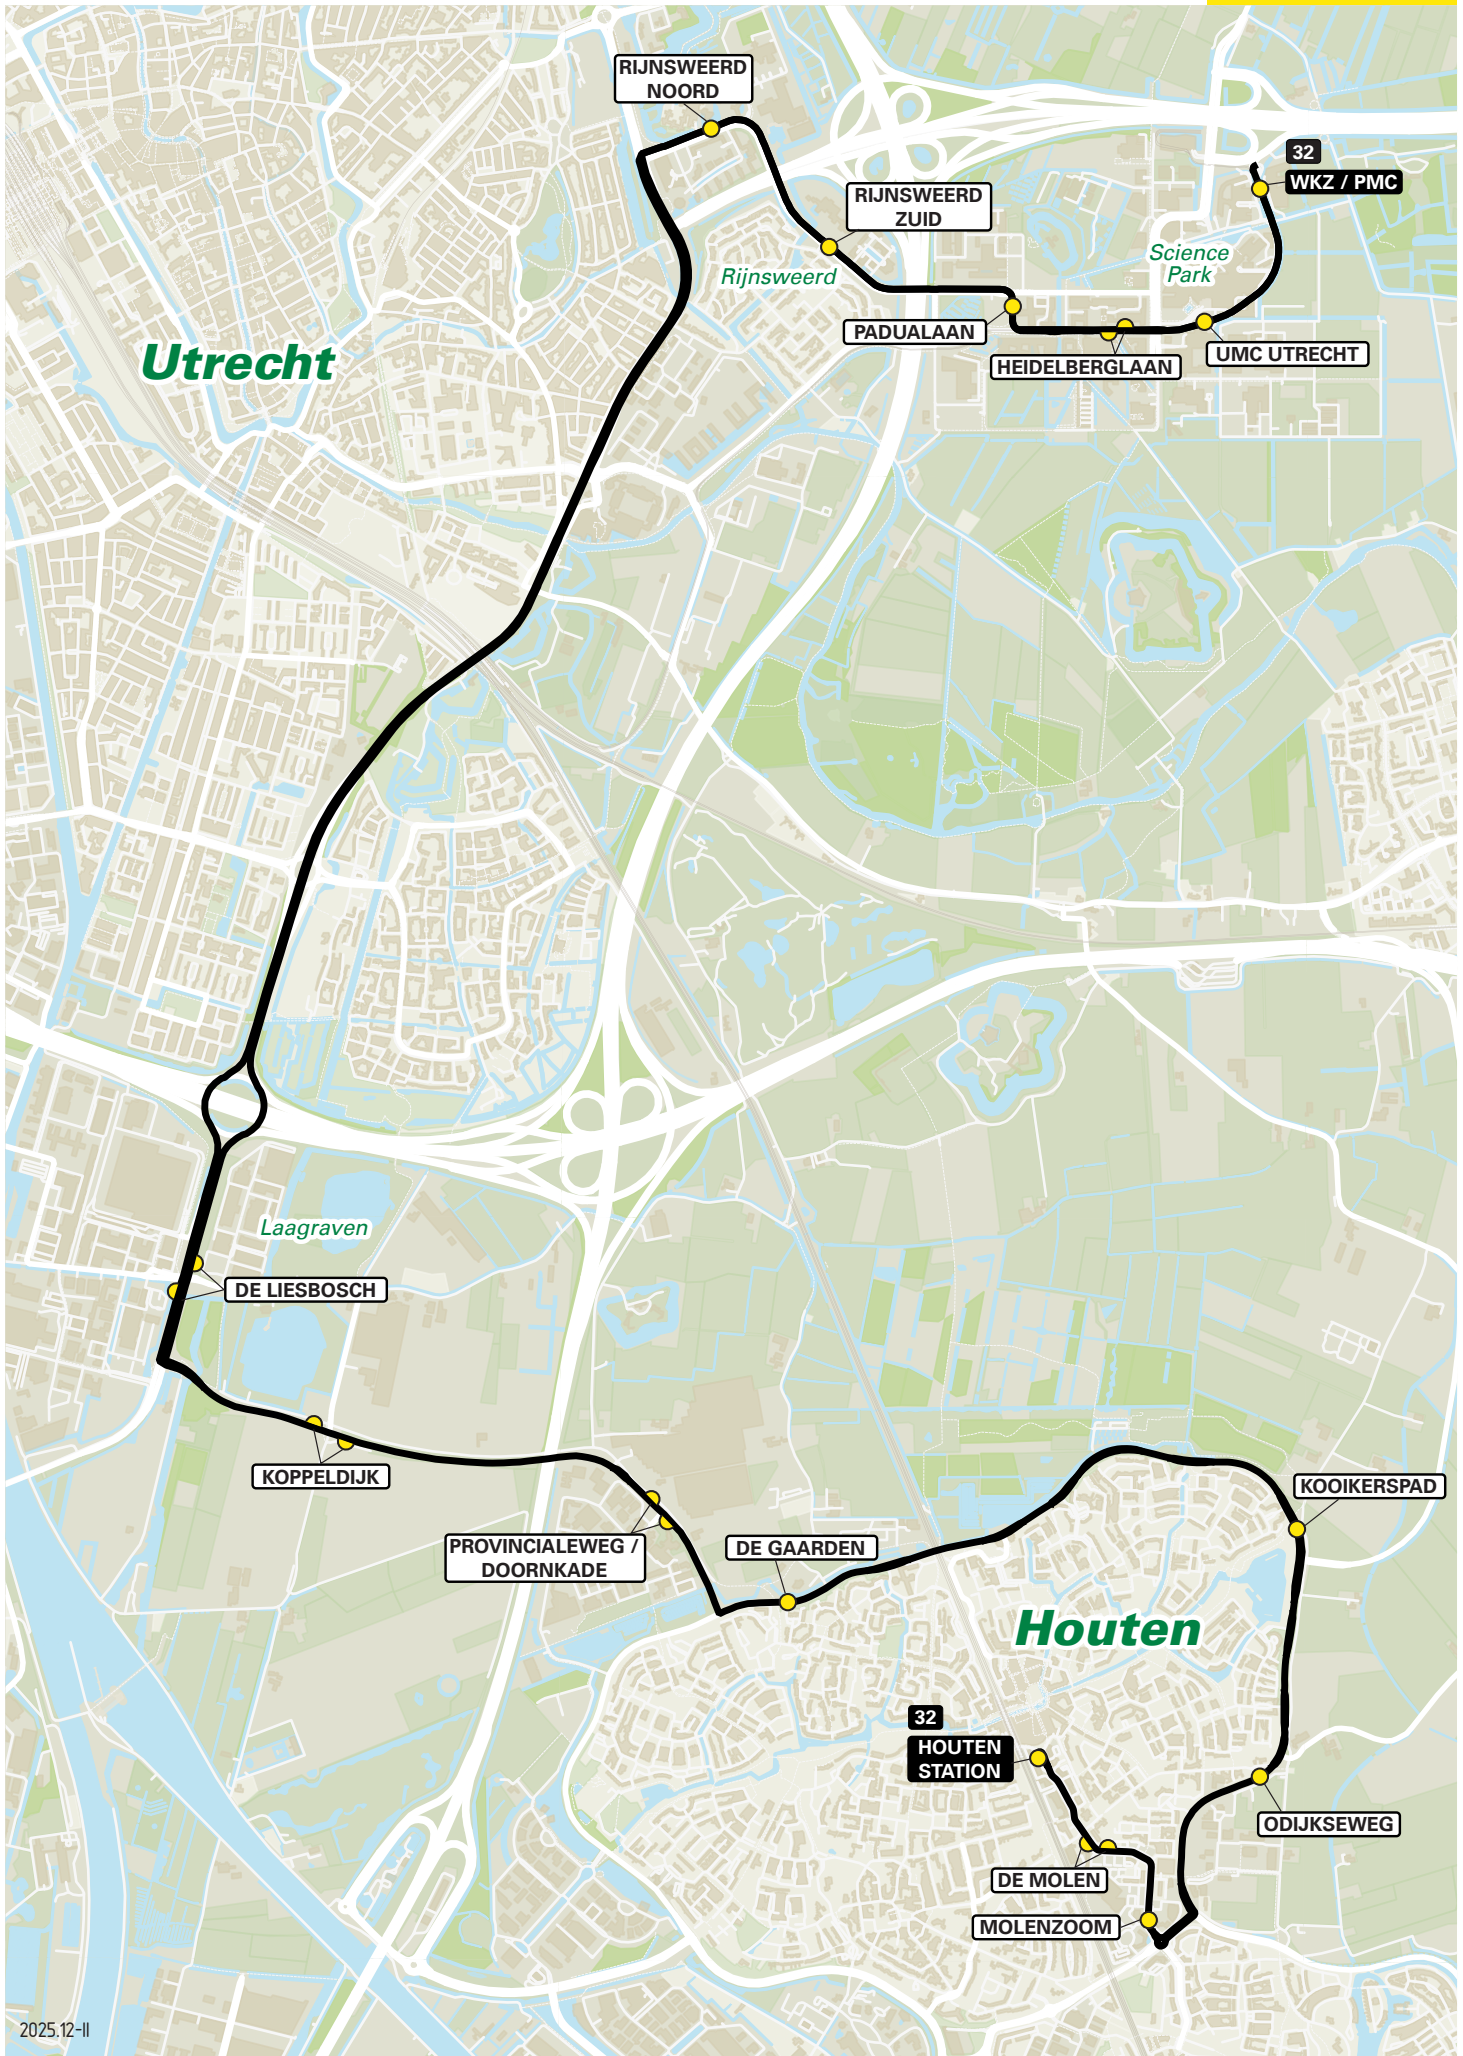 RIJNSWEERD
NOORD
32
WKZ / PMC
RIJNSWEERD
ZUID
Science
Park
Rijnsweerd
PADUALAAN
HEIDELBERGLAAN
UMC UTRECHT
Utrecht
Laagraven
DE LIESBOSCH
KOPPELDIJK
KOOIKERSPAD
PROVINCIALEWEG /
DOORNKADE
DE GAARDEN
Houten
32
HOUTEN
STATION
ODIJKSEWEG
DE MOLEN
MOLENZOOM
2025.12-II